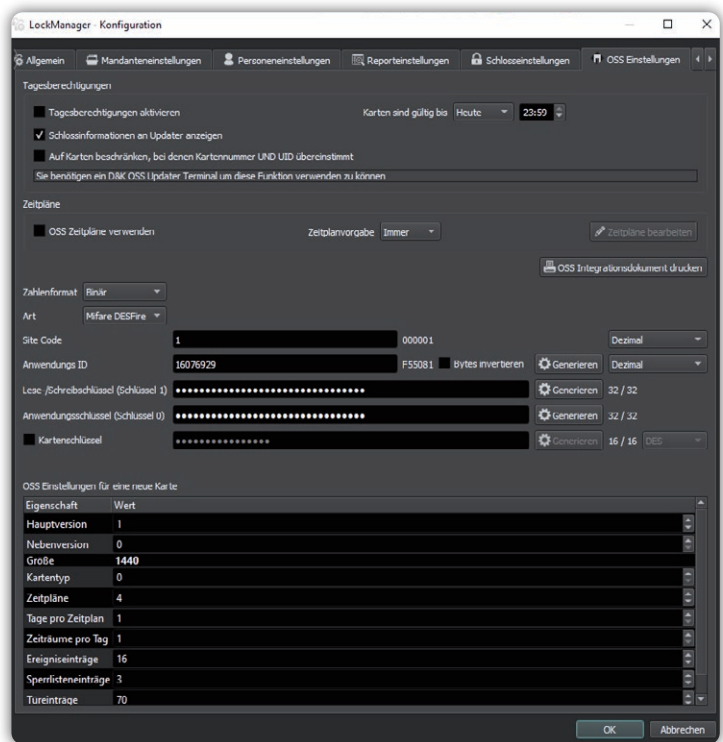 LockManager - Konfiguration
Allgemein Mandanteneinstellungen Personeneinstellungen Reporteinstellungen Schlosseinstellungen OSS Einstellungen
Tagesberechtigungen
Tagesberechtigungen aktivieren Karten sind gültig bis Heute 23:59
Schlossinformationen an Updater anzeigen
Auf Karten beschränken, bei denen Kartennummer UND UID übereinstimmt
Sie benötigen ein D&K OSS Updater Terminal um diese Funktion verwenden zu können
Zeitpläne
OSS Zeitpläne verwenden Zeitplanvorgabe Immer Zeitpläne bearbeiten
OSS Integrationsdokument drucken
Zahlenformat Binär
Art Mifare DESFire
Site Code 1 000001 Dezimal
Anwendungs ID 16076929 F55081 Bytes invertieren Generieren Dezimal
Lese-/Schreibschlüssel (Schlüssel 1) •••••••••••••••••••••••••••••••• Generieren 32 / 32
Anwendungsschlüssel (Schlüssel 0) •••••••••••••••••••••••••••••••• Generieren 32 / 32
Kartenschlüssel •••••••••••••••• Generieren 16 / 16 DES
OSS Einstellungen für eine neue Karte
Eigenschaft Wert
Hauptversion 1
Nebenversion 0
Größe 1440
Kartentyp 0
Zeitpläne 4
Tage pro Zeitplan 1
Zeiträume pro Tag 1
Ereigniseinträge 16
Sperrlisteneinträge 3
Türeinträge 70
OK Abbrechen